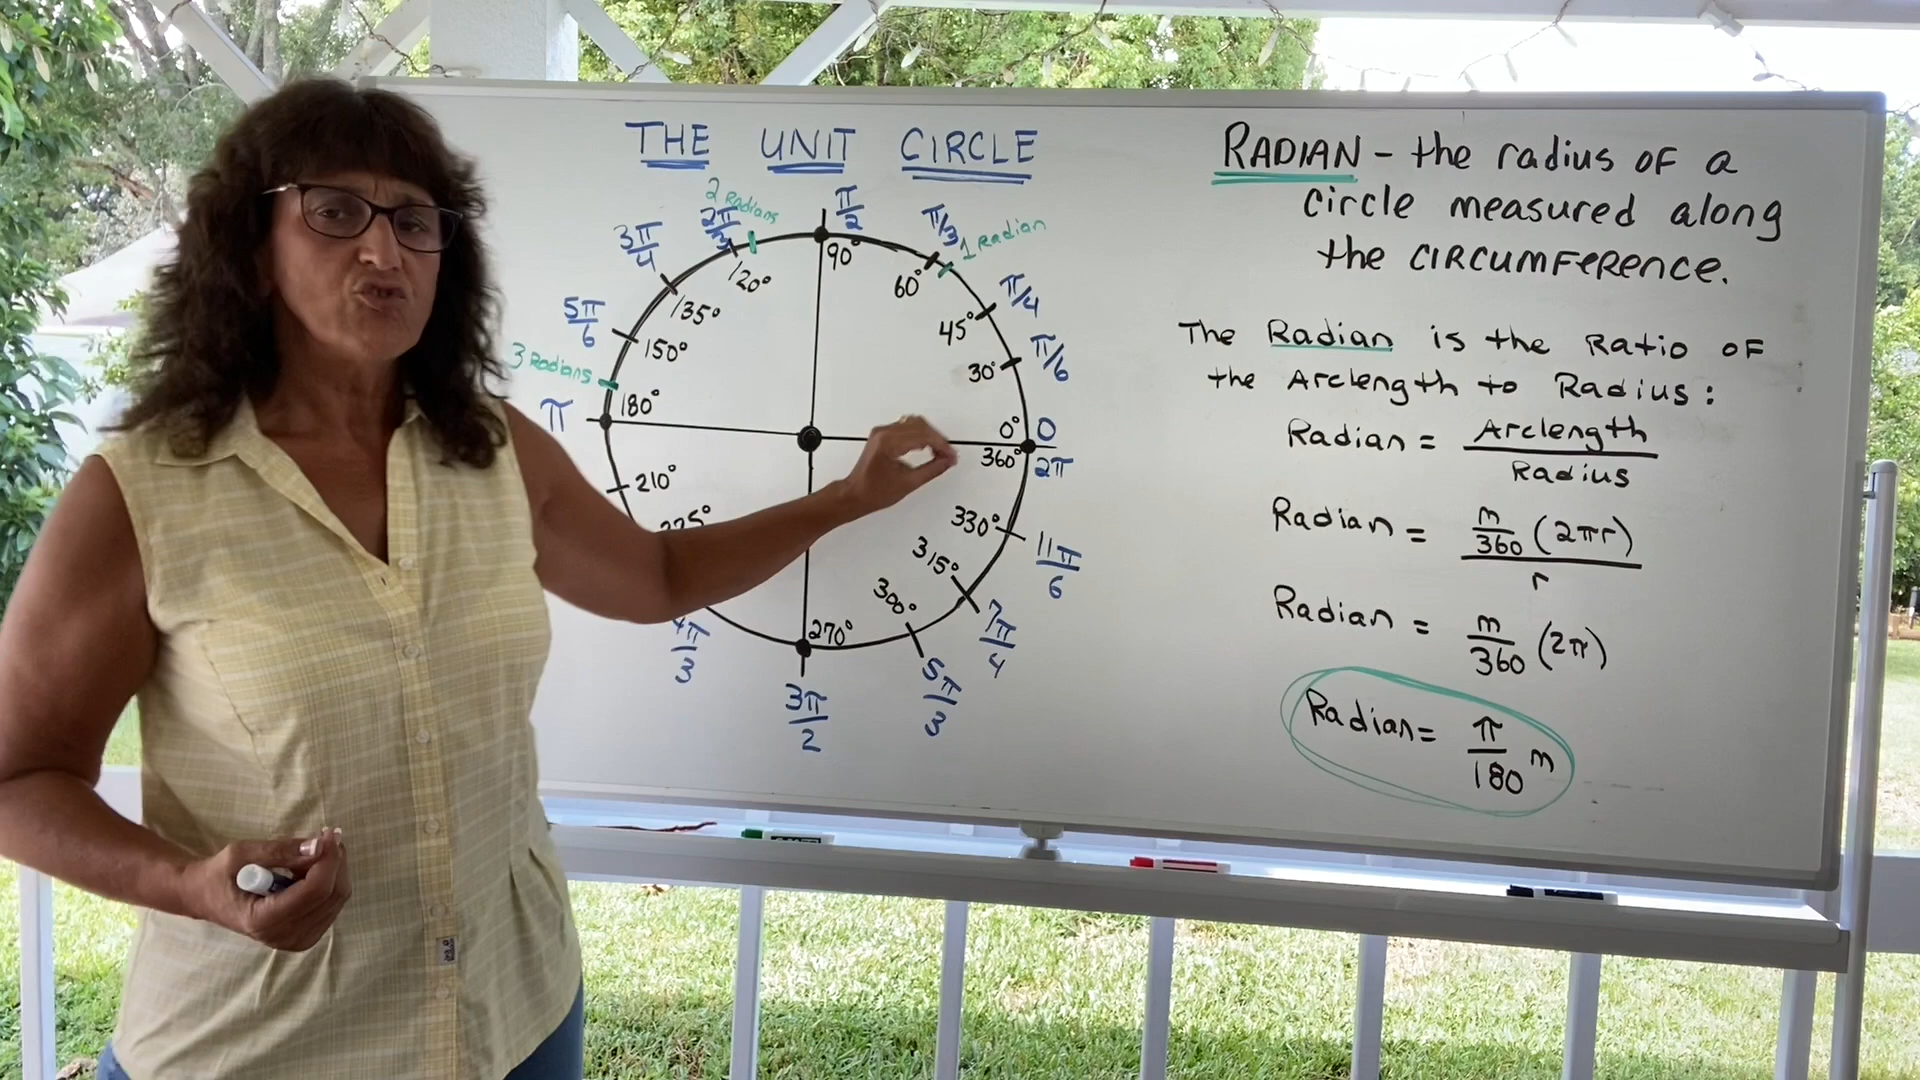 THE UNIT CIRCLE
2 Radians
π/2
2π/3
π/3
1 Radian
3π/4
90°
120°
60°
π/4
135°
5π/6
45°
π/6
150°
30°
3 Radians
π
180°
0°
0
360°
2π
210°
225°
330°
11π/6
315°
300°
7π/4
4π/3
270°
5π/3
3π/2
RADIAN - the radius OF a
circle measured along
the CIRCUMFERENCE.
The Radian is the Ratio OF
the Arclength to Radius:
Radian = Arclength
Radius
Radian = m/360 (2πr)
r
Radian = m/360 (2π)
Radian = π/180 m